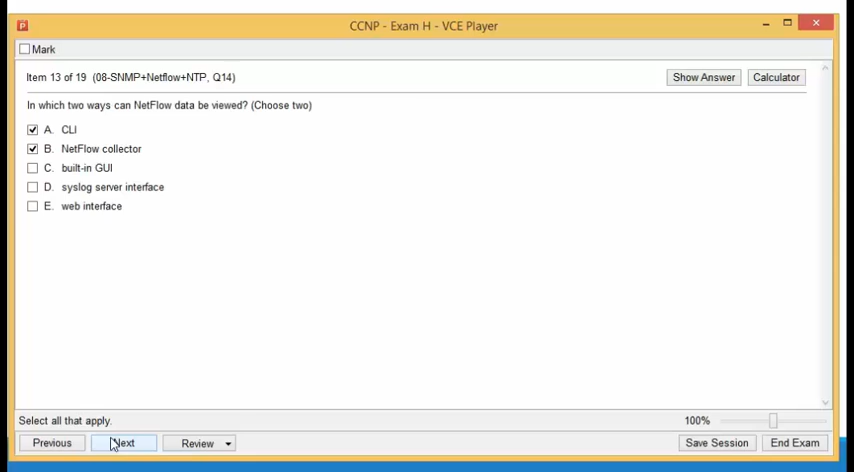 CCNP - Exam H - VCE Player
Mark
Item 13 of 19 (08-SNMP+Netflow+NTP, Q14)
Show Answer
Calculator
In which two ways can NetFlow data be viewed? (Choose two)
A. CLI
B. NetFlow collector
C. built-in GUI
D. syslog server interface
E. web interface
Select all that apply.
100%
Previous
Next
Review
Save Session
End Exam